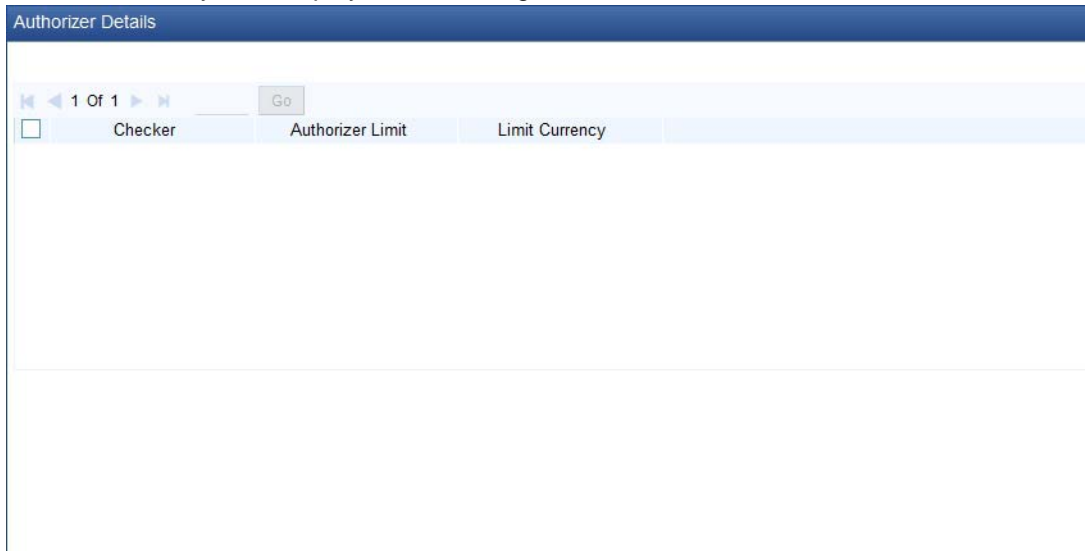 Authorizer Details
1 Of 1 Go
Checker Authorizer Limit Limit Currency